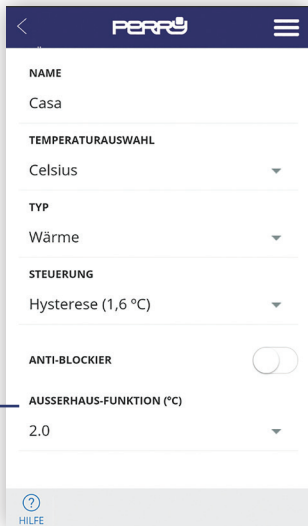 PERRY
NAME
Casa
TEMPERATURAUSWAHL
Celsius
TYP
Wärme
STEUERUNG
Hysterese (1,6 °C)
ANTI-BLOCKIER
AUSSERHAUS-FUNKTION (°C)
2.0
HILFE